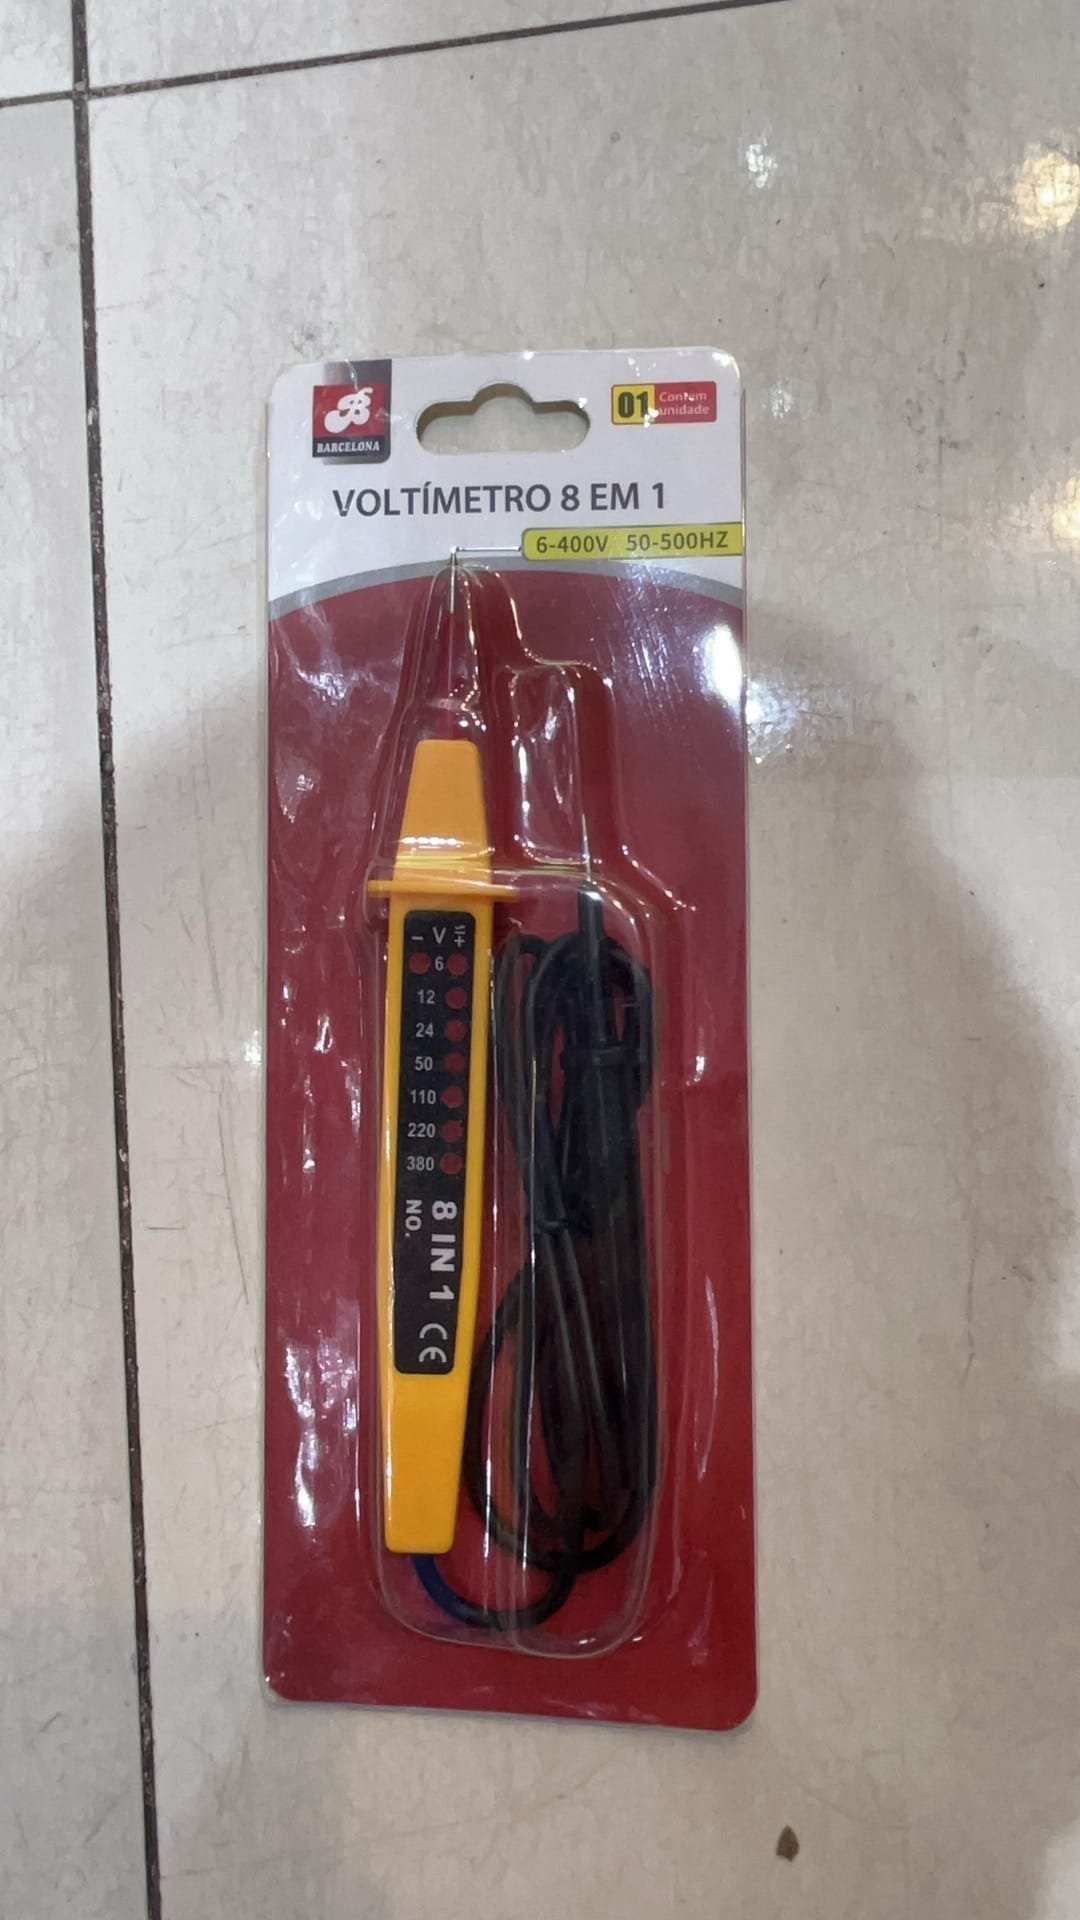 B
BARCELONA
01 Contém
unidade
VOLTÍMETRO 8 EM 1
6-400V 50-500HZ
- V ≂+
6
12
24
50
110
220
380
8 IN 1 CE
NO.